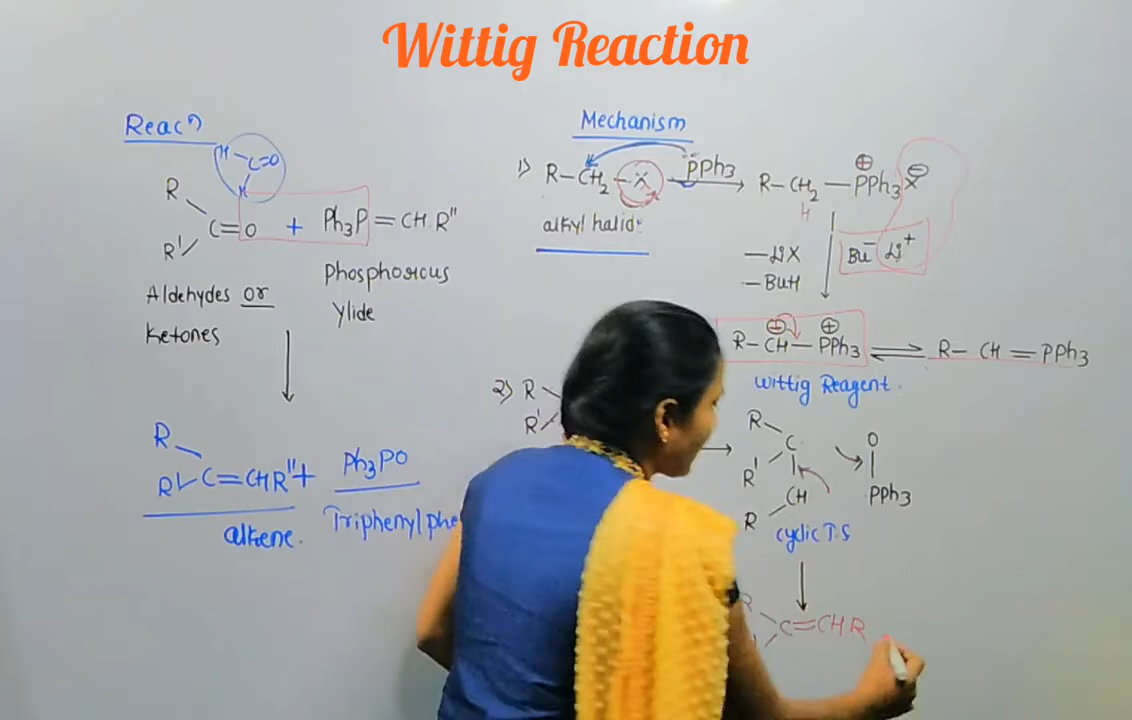 Wittig Reaction
Reacⁿ
H
C=O
H
R
C=O + Ph₃P=CH.R"
R'
Phosphorous
Ylide
Aldehydes or
Ketones
R
R' C=CHR" + Ph₃PO
alkene.
Triphenyl
Mechanism
1) R-CH₂-X PPh₃ R-CH₂-PPh₃ X
⊕ ⊖
H
alkyl halide
-LiX
-BuH
Bu⁻ Li⁺
⊕ ⊕
R-CH-PPh₃ ⇌ R-CH=PPh₃
Wittig Reagent.
2) R
R'
R
C
R'
CH
R
O
PPh₃
cyclic T.S
R
C=CHR